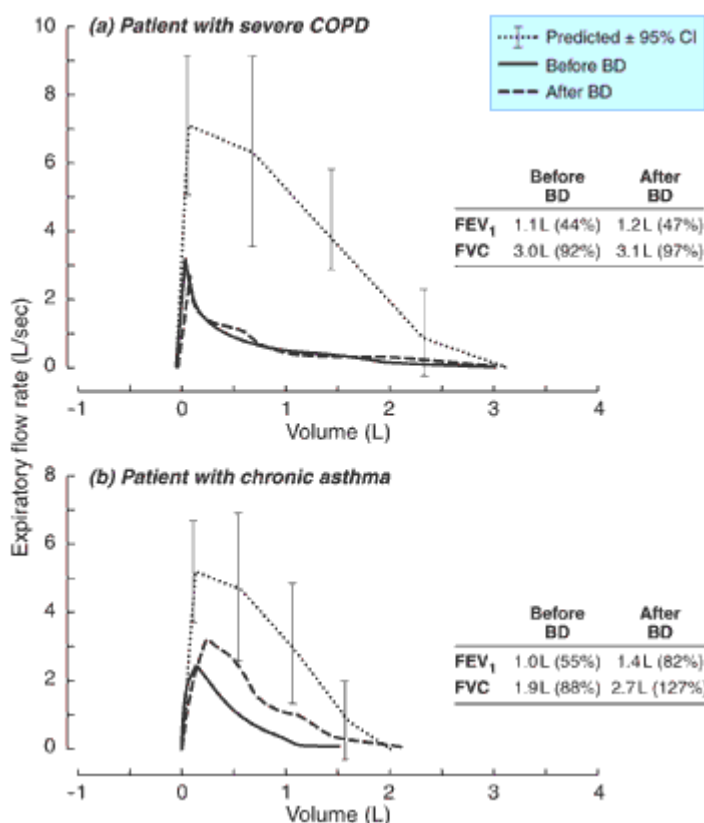 (a) Patient with severe COPD
Predicted ± 95% CI
Before BD
After BD
10
8
6
4
2
0
Before After
BD BD
FEV1 1.1L (44%) 1.2L (47%)
FVC 3.0L (92%) 3.1L (97%)
-1 0 1 2 3 4
Volume (L)
Expiratory flow rate (L/sec)
(b) Patient with chronic asthma
8
6
4
2
0
Before After
BD BD
FEV1 1.0L (55%) 1.4L (82%)
FVC 1.9L (88%) 2.7L (127%)
-1 0 1 2 3 4
Volume (L)